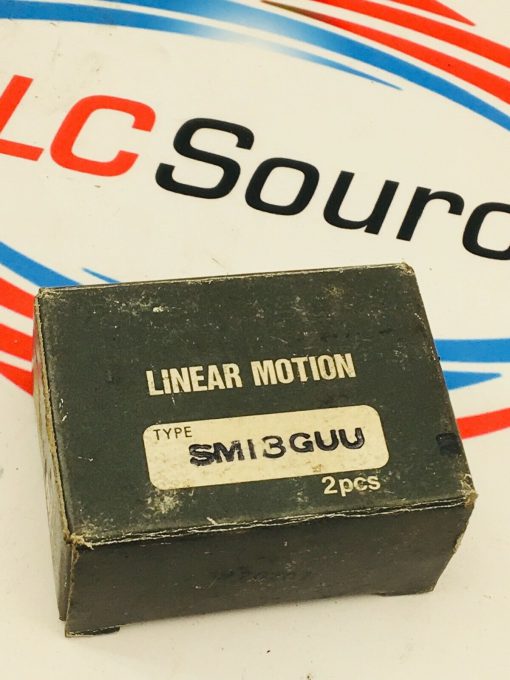 LC Sourc
LiNEAR MOTION
TYPE
SM13GUU
2pcs